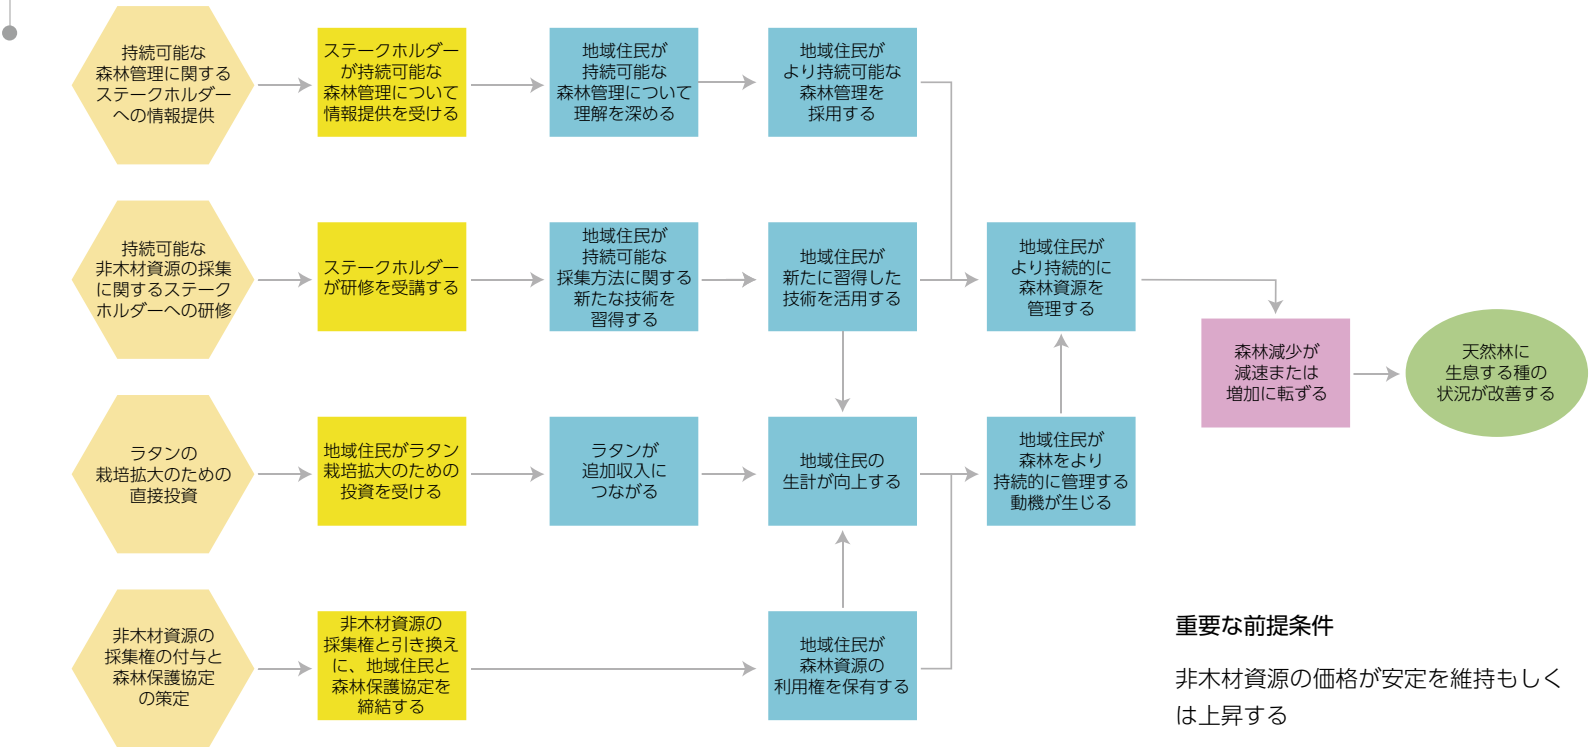 持続可能な
森林管理に関する
ステークホルダー
への情報提供
ステークホルダー
が持続可能な
森林管理について
情報提供を受ける
地域住民が
持続可能な
森林管理について
理解を深める
地域住民が
より持続可能な
森林管理を
採用する
持続可能な
非木材資源の採集
に関するステーク
ホルダーへの研修
ステークホルダー
が研修を受講する
地域住民が
持続可能な
採集方法に関する
新たな技術を
習得する
地域住民が
新たに習得した
技術を活用する
地域住民が
より持続的に
森林資源を
管理する
森林減少が
減速または
増加に転ずる
天然林に
生息する種の
状況が改善する
ラタンの
栽培拡大のための
直接投資
地域住民がラタン
栽培拡大のための
投資を受ける
ラタンが
追加収入に
つながる
地域住民の
生計が向上する
地域住民が
森林をより
持続的に管理する
動機が生じる
非木材資源の
採集権の付与と
森林保護協定
の策定
非木材資源の
採集権と引き換え
に、地域住民と
森林保護協定を
締結する
地域住民が
森林資源の
利用権を保有する
重要な前提条件
非木材資源の価格が安定を維持もしく
は上昇する